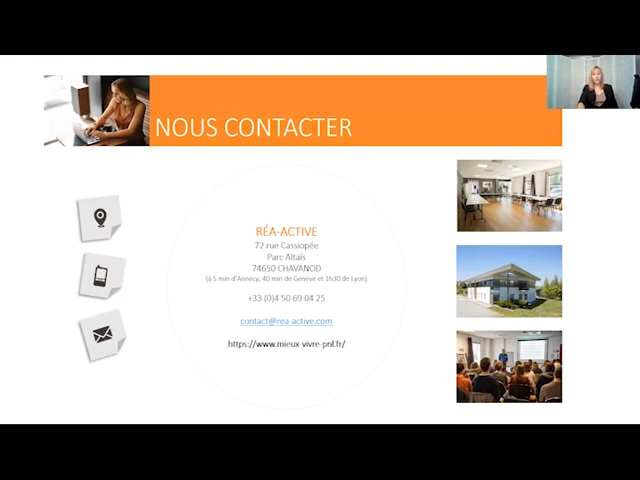 NOUS CONTACTER
RÉA-ACTIVE
72 rue Cassiopée
Parc Altaïs
74650 CHAVANOD
(à 5 min d'Annecy, 40 min de Genève et 1h30 de Lyon)
+33 (0)4 50 69 04 25
contact@rea-active.com
https://www.mieux-vivre-pnl.fr/